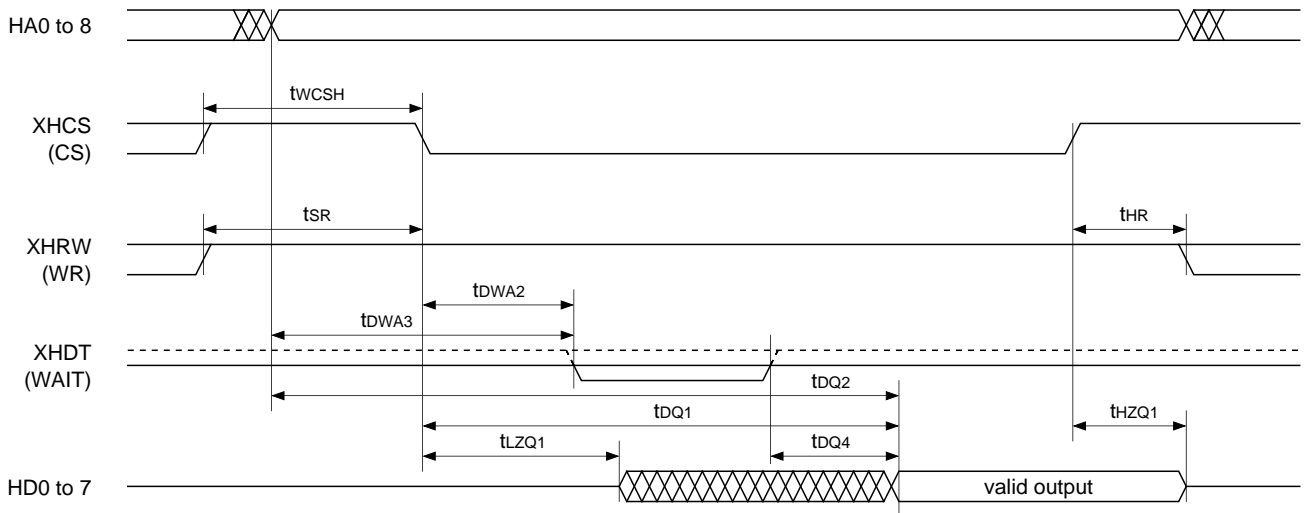 HA0 to 8
tWCSH
XHCS
(CS)
tSR
tHR
XHRW
(WR)
tDWA2
tDWA3
XHDT
(WAIT)
tDQ2
tDQ1
tHZQ1
tLZQ1
tDQ4
HD0 to 7
valid output